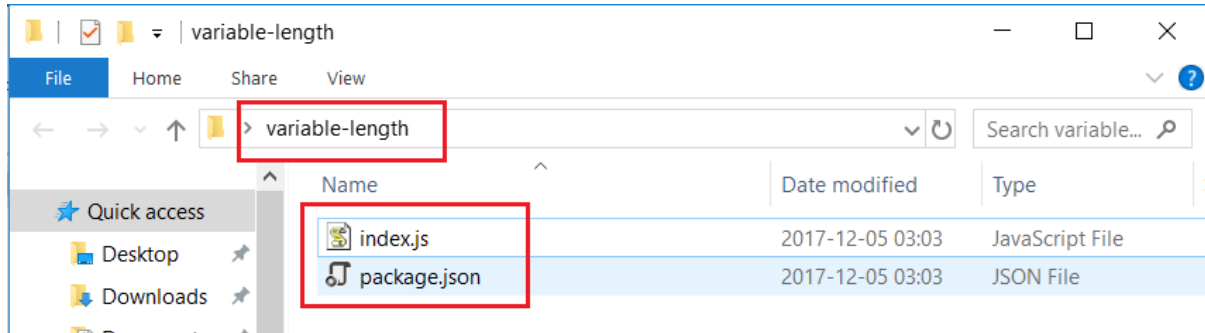 variable-length
File Home Share View
variable-length Search variable...
Name Date modified Type
Quick access
index.js 2017-12-05 03:03 JavaScript File
Desktop
package.json 2017-12-05 03:03 JSON File
Downloads